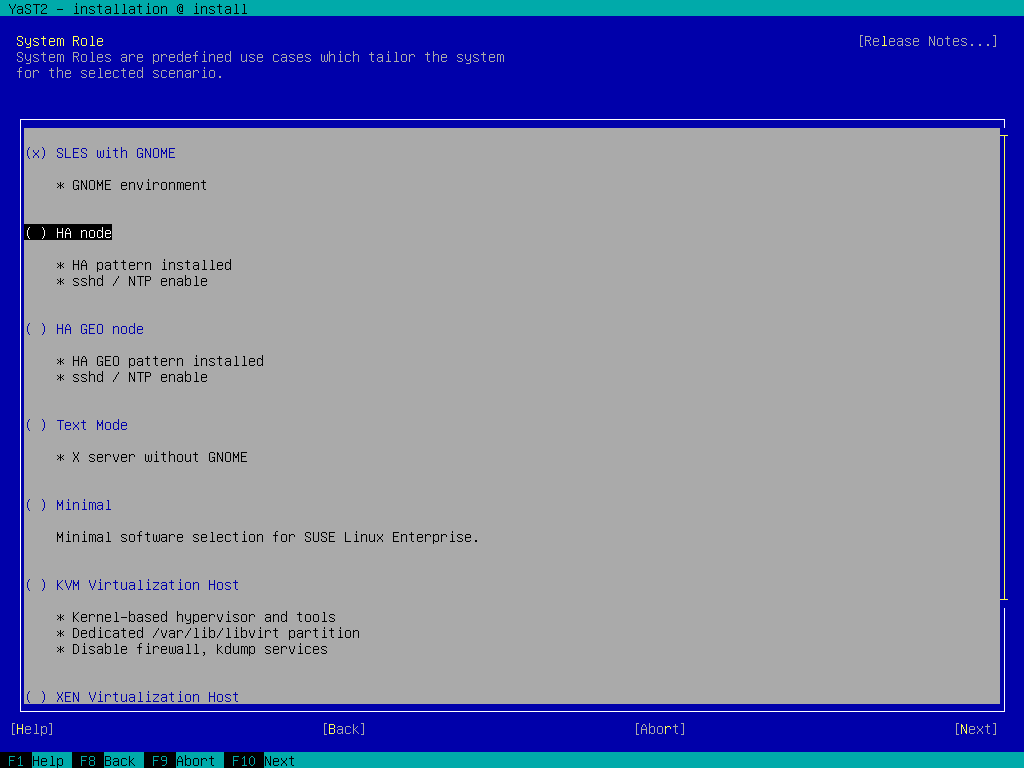 YaST2 - installation @ install
System Role [Release Notes...]
System Roles are predefined use cases which tailor the system
for the selected scenario.
(x) SLES with GNOME
* GNOME environment
( ) HA node
* HA pattern installed
* sshd / NTP enable
( ) HA GEO node
* HA GEO pattern installed
* sshd / NTP enable
( ) Text Mode
* X server without GNOME
( ) Minimal
Minimal software selection for SUSE Linux Enterprise.
( ) KVM Virtualization Host
* Kernel-based hypervisor and tools
* Dedicated /var/lib/libvirt partition
* Disable firewall, kdump services
( ) XEN Virtualization Host
[Help] [Back] [Abort] [Next]
F1 Help F8 Back F9 Abort F10 Next